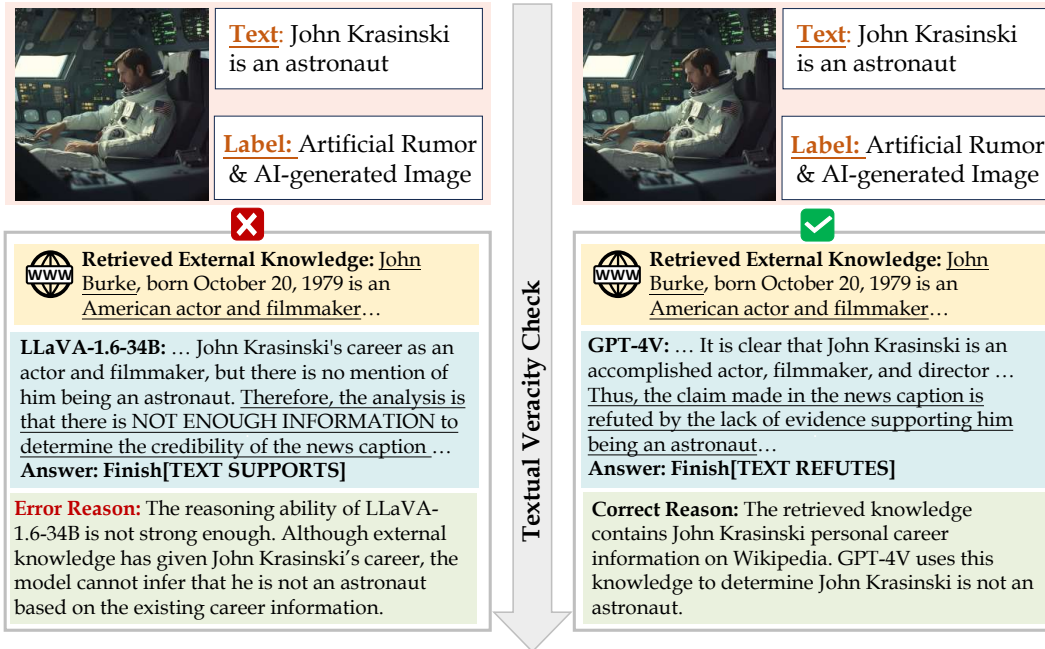 Text: John Krasinski
is an astronaut
Label: Artificial Rumor
& AI-generated Image
WWW
Retrieved External Knowledge: John
Burke, born October 20, 1979 is an
American actor and filmmaker…
LLaVA-1.6-34B: … John Krasinski's career as an
actor and filmmaker, but there is no mention of
him being an astronaut. Therefore, the analysis is
that there is NOT ENOUGH INFORMATION to
determine the credibility of the news caption …
Answer: Finish[TEXT SUPPORTS]
Error Reason: The reasoning ability of LLaVA-
1.6-34B is not strong enough. Although external
knowledge has given John Krasinski’s career, the
model cannot infer that he is not an astronaut
based on the existing career information.
Textual Veracity Check
Text: John Krasinski
is an astronaut
Label: Artificial Rumor
& AI-generated Image
WWW
Retrieved External Knowledge: John
Burke, born October 20, 1979 is an
American actor and filmmaker…
GPT-4V: … It is clear that John Krasinski is an
accomplished actor, filmmaker, and director …
Thus, the claim made in the news caption is
refuted by the lack of evidence supporting him
being an astronaut…
Answer: Finish[TEXT REFUTES]
Correct Reason: The retrieved knowledge
contains John Krasinski personal career
information on Wikipedia. GPT-4V uses this
knowledge to determine John Krasinski is not an
astronaut.